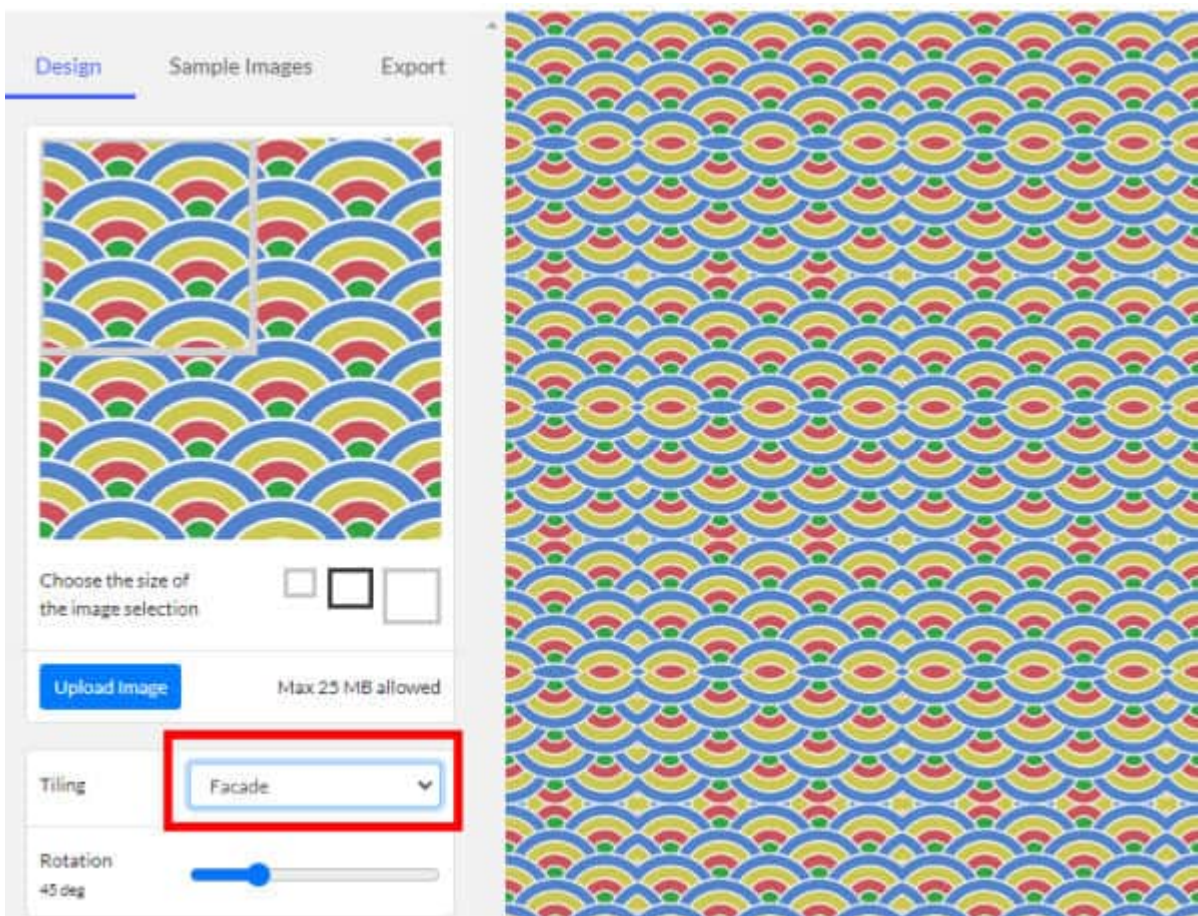 Design Sample Images Export
Choose the size of
the image selection
Upload Image Max 25 MB allowed
Tiling Facade
Rotation
45 deg